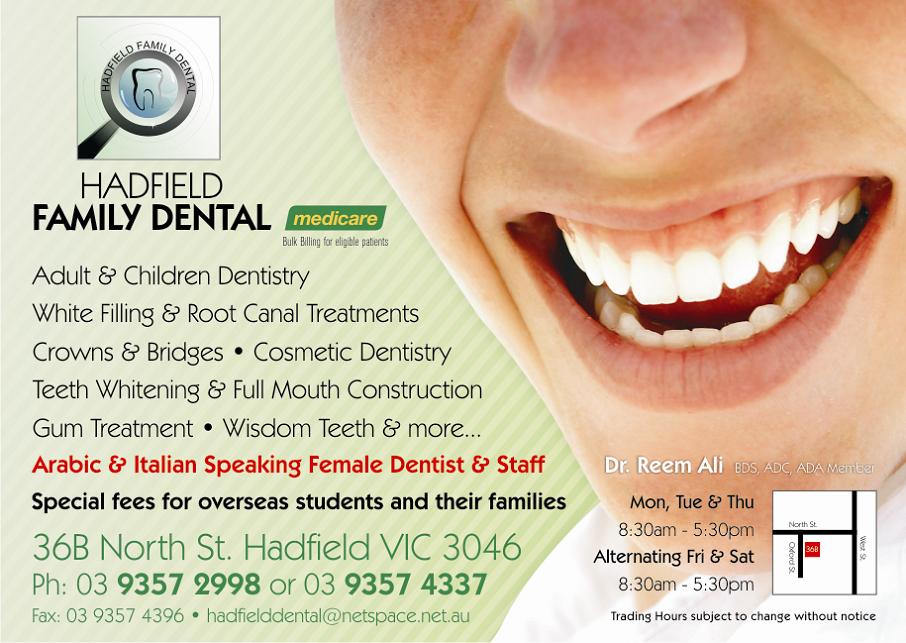 HADFIELD FAMILY DENTAL
HADFIELD
FAMILY DENTAL
medicare
Bulk Billing for eligible patients
Adult & Children Dentistry
White Filling & Root Canal Treatments
Crowns & Bridges • Cosmetic Dentistry
Teeth Whitening & Full Mouth Construction
Gum Treatment • Wisdom Teeth & more...
Arabic & Italian Speaking Female Dentist & Staff
Special fees for overseas students and their families
36B North St. Hadfield VIC 3046
Ph: 03 9357 2998 or 03 9357 4337
Fax: 03 9357 4396 • hadfielddental@netspace.net.au
Dr. Reem Ali BDS, ADC, ADA Member
Mon, Tue & Thu
8:30am - 5:30pm
Alternating Fri & Sat
8:30am - 5:30pm
North St.
Oxford St.
36B
West St.
Trading Hours subject to change without notice